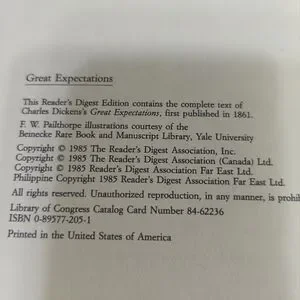 Great Expectations
This Reader's Digest Edition contains the complete text of
Charles Dickens's Great Expectations, first published in 1861.
F. W. Pailthorpe illustrations courtesy of the
Beinecke Rare Book and Manuscript Library, Yale University
Copyright © 1985 The Reader's Digest Association, Inc.
Copyright © 1985 The Reader's Digest Association (Canada) Ltd.
Copyright © 1985 Reader's Digest Association Far East Ltd.
Philippine Copyright 1985 Reader's Digest Association Far East Ltd.
All rights reserved. Unauthorized reproduction, in any manner, is prohib
Library of Congress Catalog Card Number 84-62236
ISBN 0-89577-205-1
Printed in the United States of America